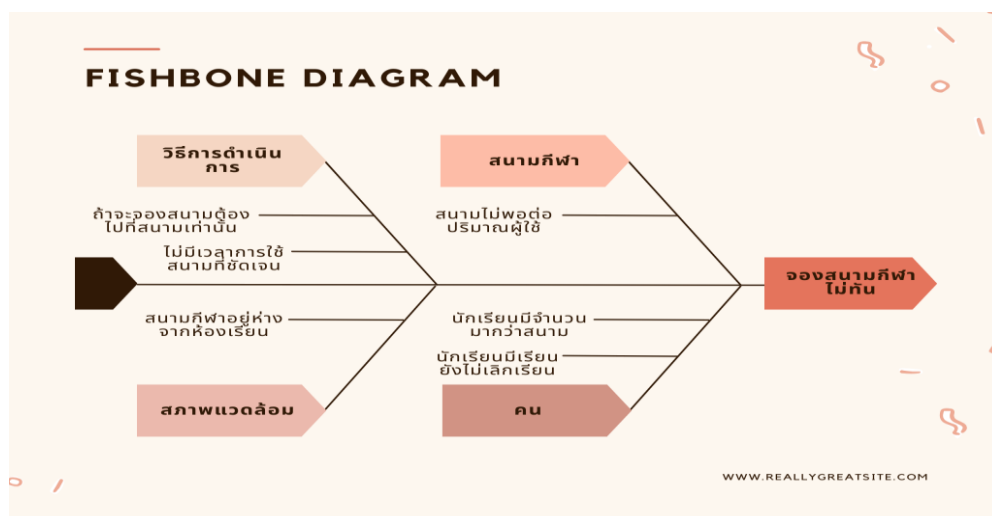 FISHBONE DIAGRAM
วิธีการดำเนิน
การ
สนามกีฬา
ถ้าจะจองสนามต้อง
ไปที่สนามเท่านั้น
ไม่มีเวลาการใช้
สนามที่ชัดเจน
สนามไม่พอต่อ
ปริมาณผู้ใช้
จองสนามกีฬา
ไม่ทัน
สนามกีฬาอยู่ห่าง
จากห้องเรียน
นักเรียนมีจำนวน
มากว่าสนาม
นักเรียนมีเรียน
ยังไม่เลิกเรียน
สภาพแวดล้อม
คน
WWW.REALLYGREATSITE.COM